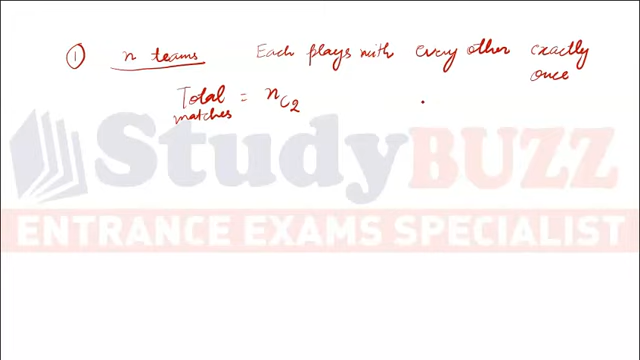 ① n teams Each plays with every other exactly once
Total matches = nC2
StudyBUZZ
ENTRANCE EXAMS SPECIALIST